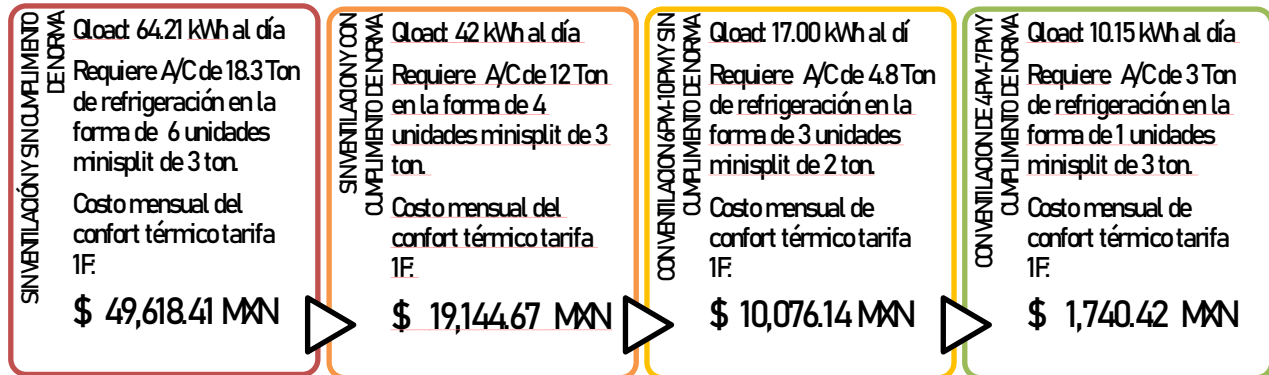 SIN VENTILACIÓN Y SIN CUMPLIMIENTO
DE NORMA
Qload: 64.21 kWh al día
Requiere A/C de 18.3 Ton
de refrigeración en la
forma de 6 unidades
minisplit de 3 ton.
Costo mensual del
confort térmico tarifa
1F:
$ 49,618.41 MXN
SIN VENTILACION Y CON
CUMPLIMIENTO DE NORMA
Qload: 42 kWh al día
Requiere A/C de 12 Ton
en la forma de 4
unidades minisplit de 3
ton.
Costo mensual del
confort térmico tarifa
1F:
$ 19,144.67 MXN
CON VENTILACION 6PM-10PM Y SIN
CUMPLIMIENTO DE NORMA
Qload: 17.00 kWh al dí
Requiere A/C de 4.8 Ton
de refrigeración en la
forma de 3 unidades
minisplit de 2 ton.
Costo mensual de
confort térmico tarifa
1F:
$ 10,076.14 MXN
CON VENTILACION DE 4PM-7PM Y
CUMPLIMIENTO DE NORMA
Qload: 10.15 kWh al día
Requiere A/C de 3 Ton
de refrigeración en la
forma de 1 unidades
minisplit de 3 ton.
Costo mensual de
confort térmico tarifa
1F:
$ 1,740.42 MXN